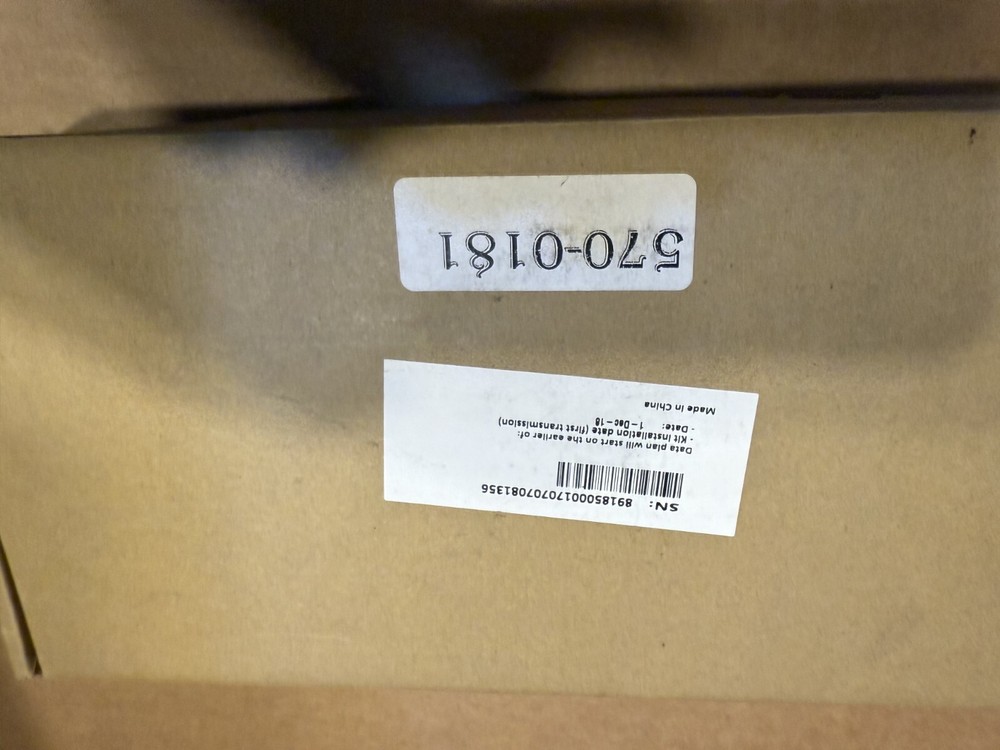 SN: 89185000170707081356
Data plan will start on the earlier of:
- Kit installation date (first transmission)
- Date: 1-Dec-18
Made in China
570-0181